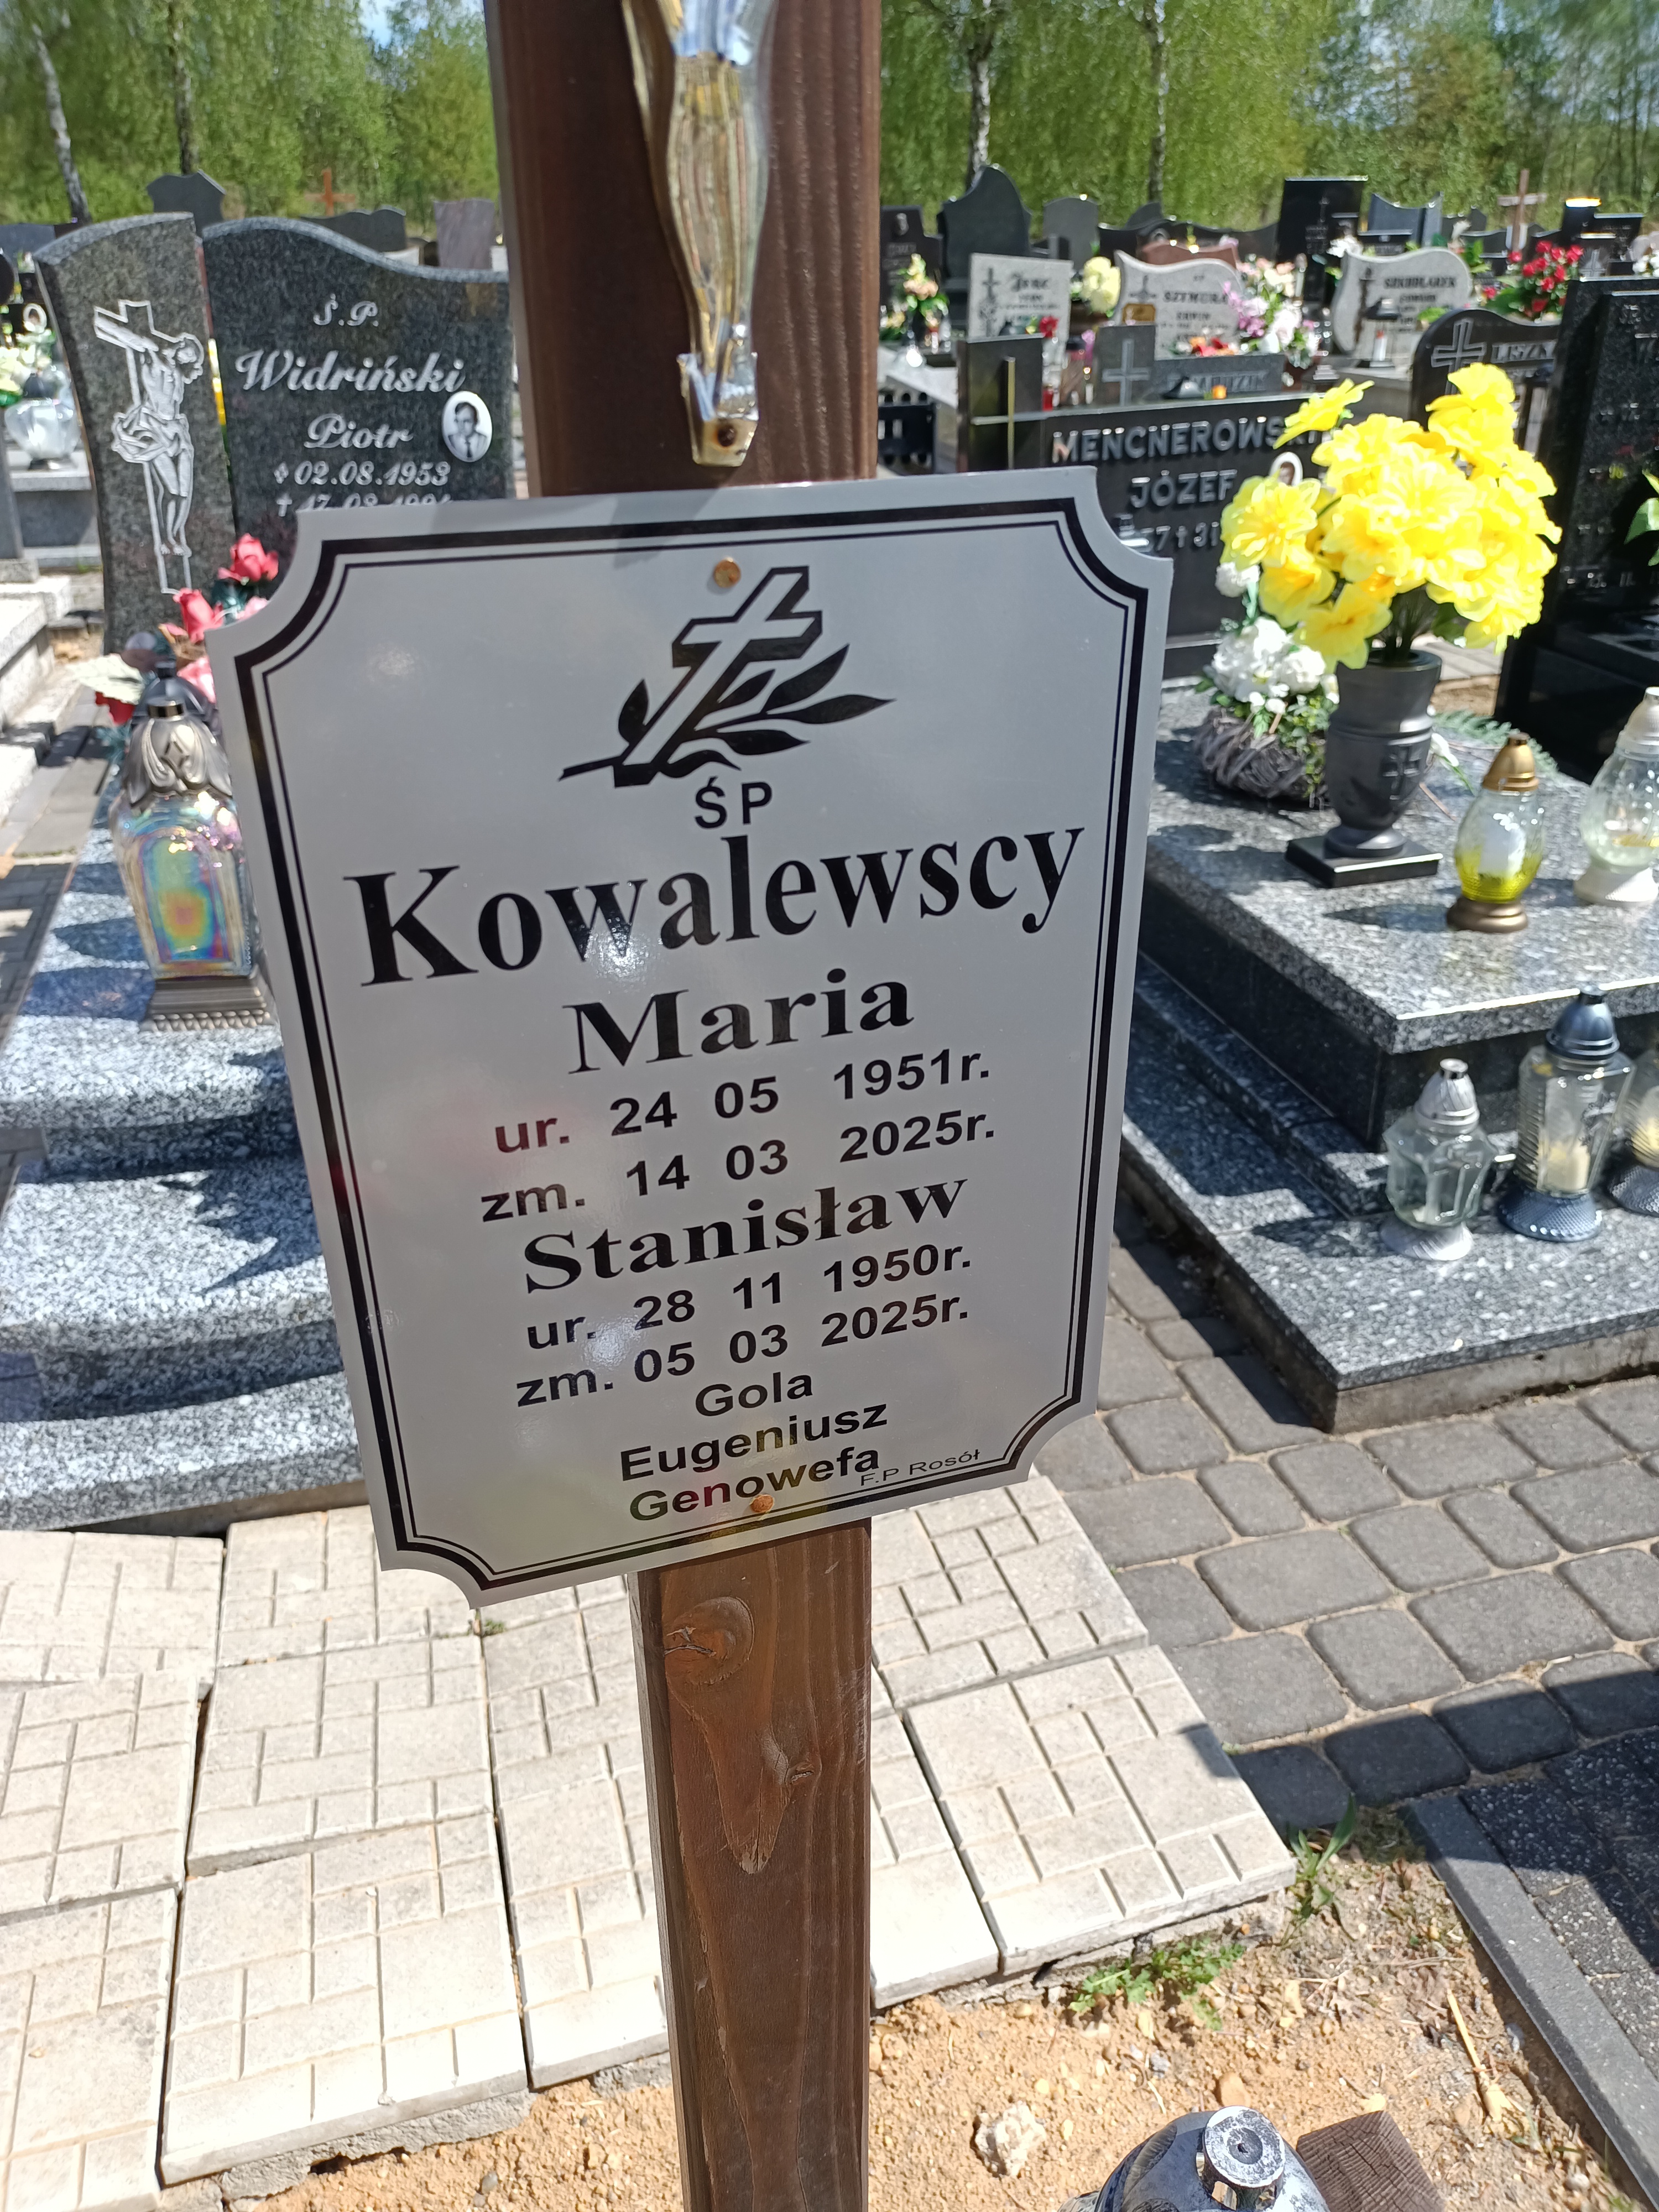 ŚP
Kowalewscy
Maria
ur. 24 05 1951r.
zm. 14 03 2025r.
Stanisław
ur. 28 11 1950r.
zm. 05 03 2025r.
Gola
Eugeniusz
Genowefa
F.P Rosół
Ś.P.
Widriński
Piotr
02.08.1953
MENCNEROWSKI
JÓZEF
SZYMURA